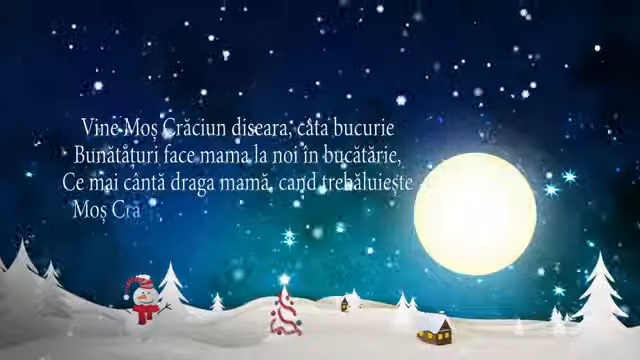 Vine Moș Crăciun diseara, câta bucurie
Bunătățuri face mama la noi în bucătărie,
Ce mai cântă draga mamă, cand trebăluiește
Moș Cra